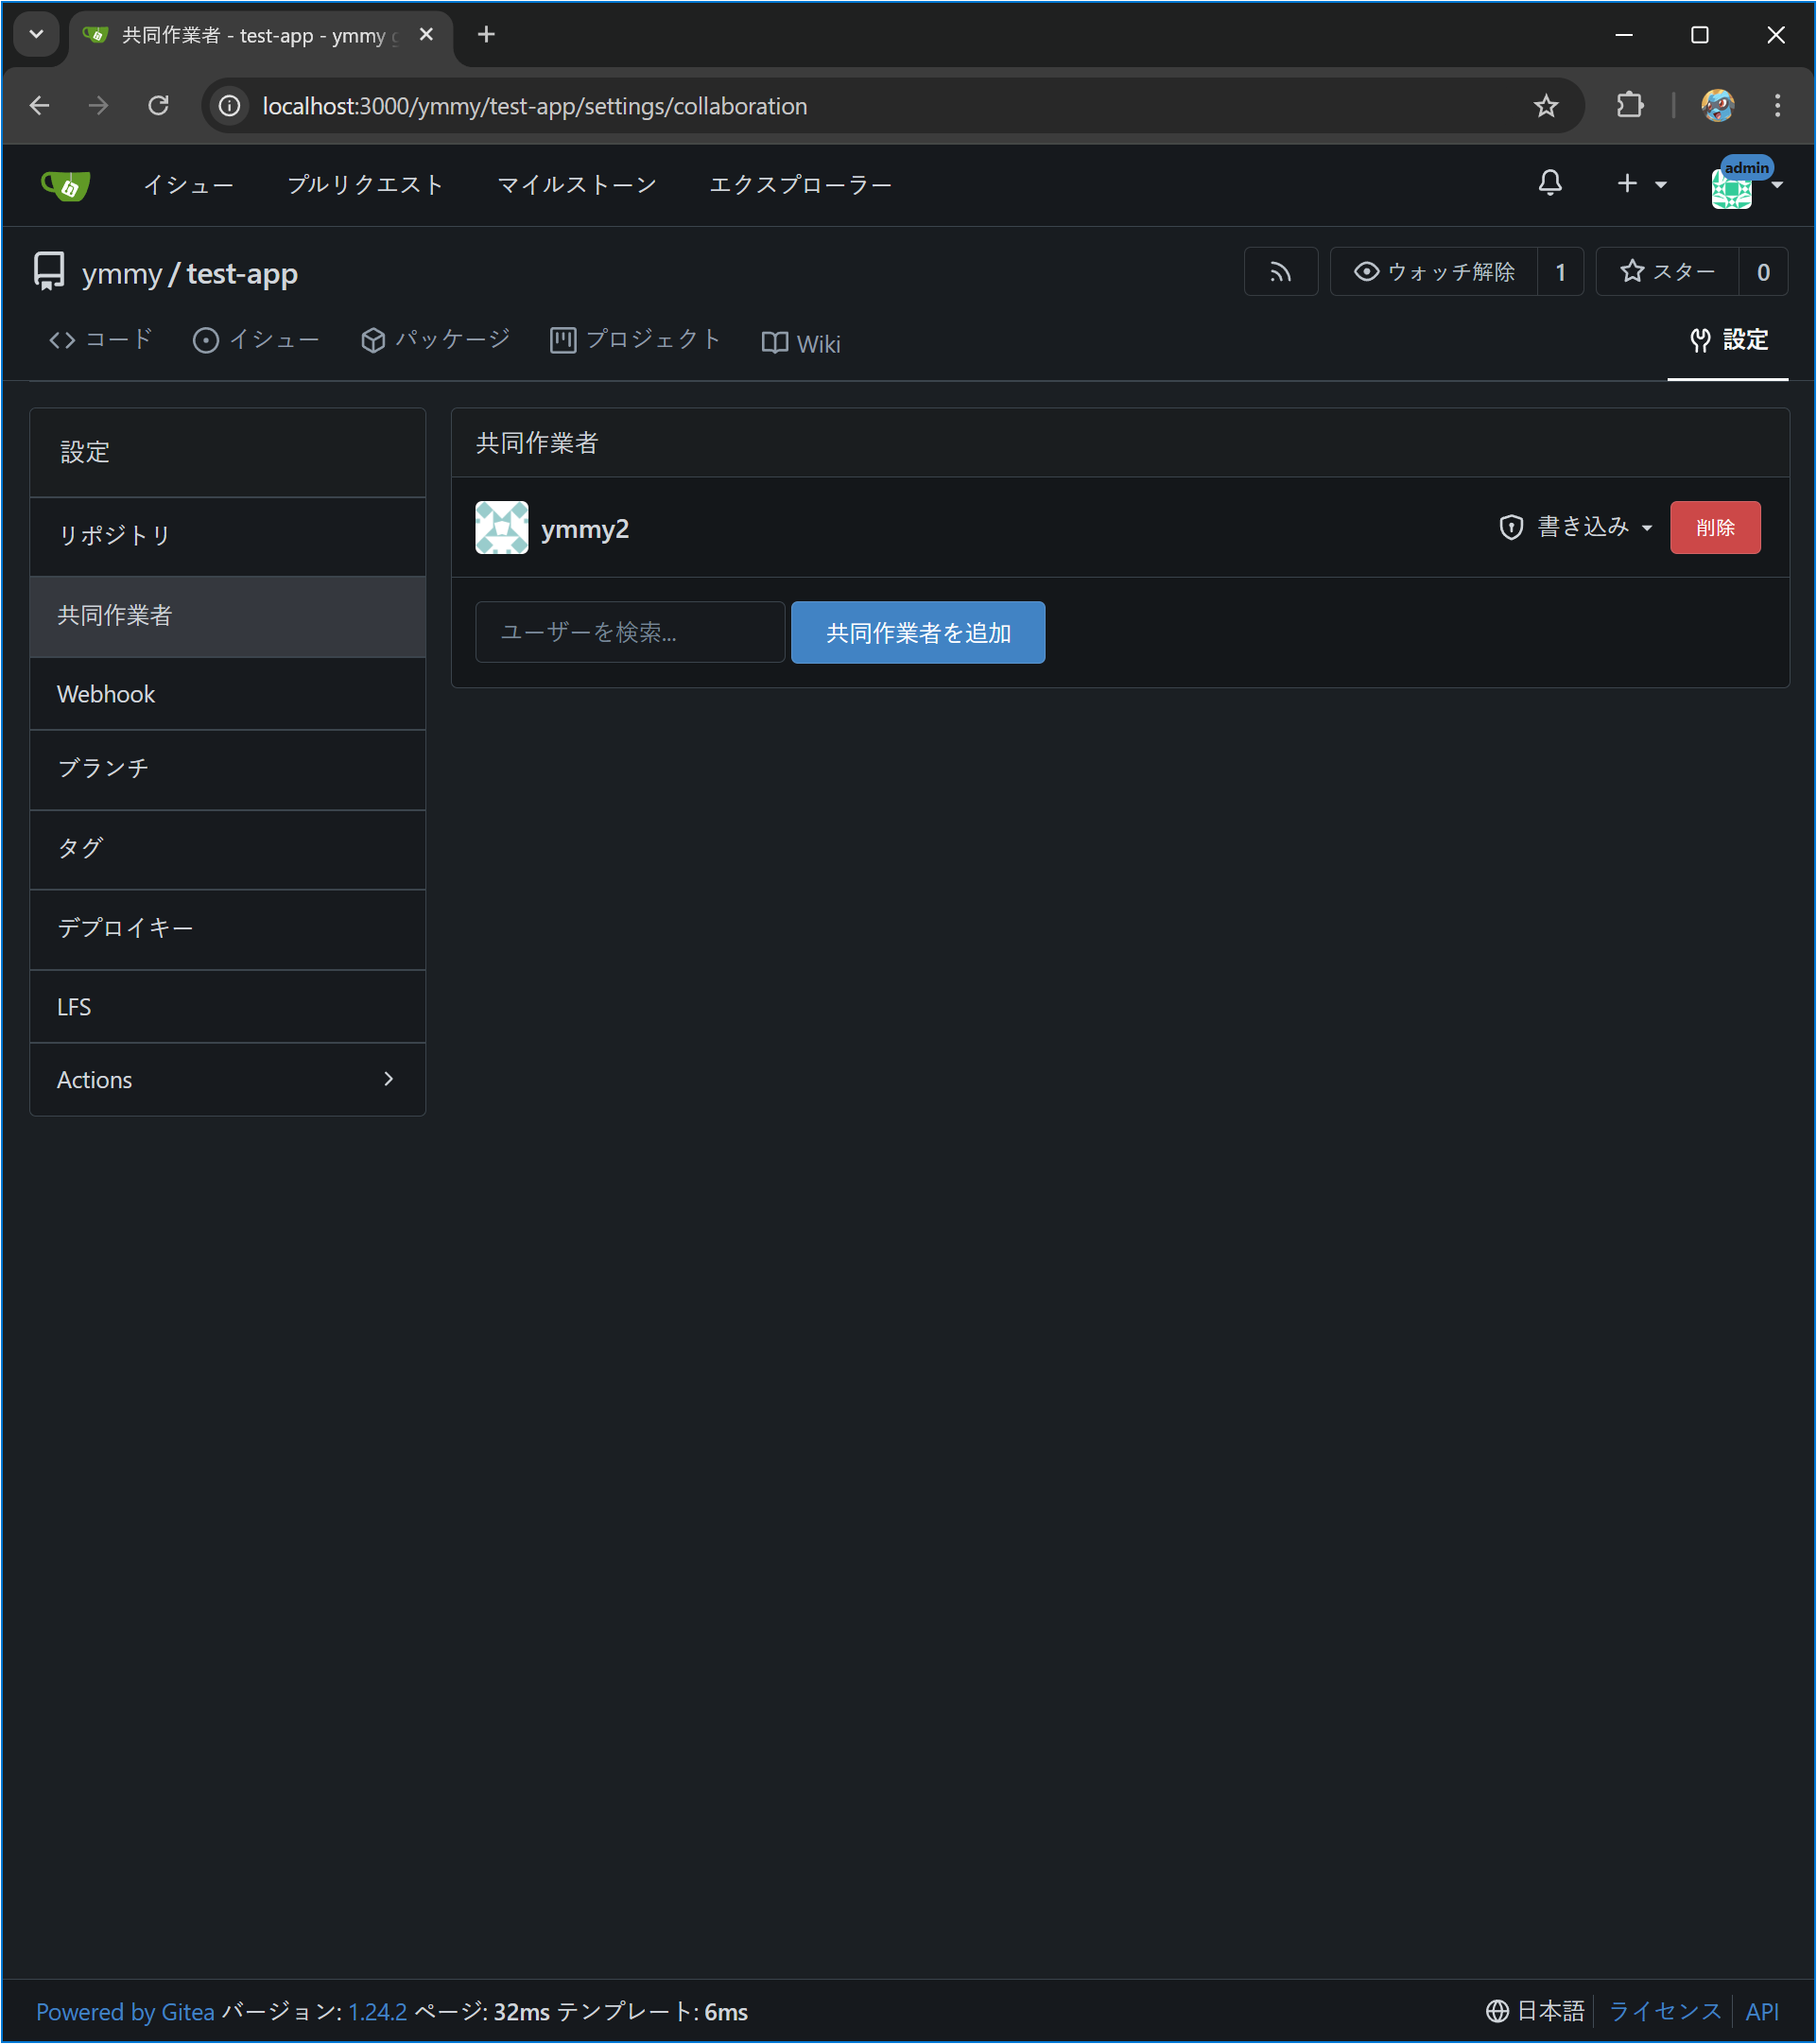 共同作業者 - test-app - ymmy
localhost:3000/ymmy/test-app/settings/collaboration
イシュー プルリクエスト マイルストーン エクスプローラー admin
ymmy / test-app ウォッチ解除 1 スター 0
コード イシュー パッケージ プロジェクト Wiki 設定
設定
リポジトリ
共同作業者
Webhook
ブランチ
タグ
デプロイキー
LFS
Actions
共同作業者
ymmy2 書き込み 削除
ユーザーを検索... 共同作業者を追加
Powered by Gitea バージョン: 1.24.2 ページ: 32ms テンプレート: 6ms 日本語 ライセンス API